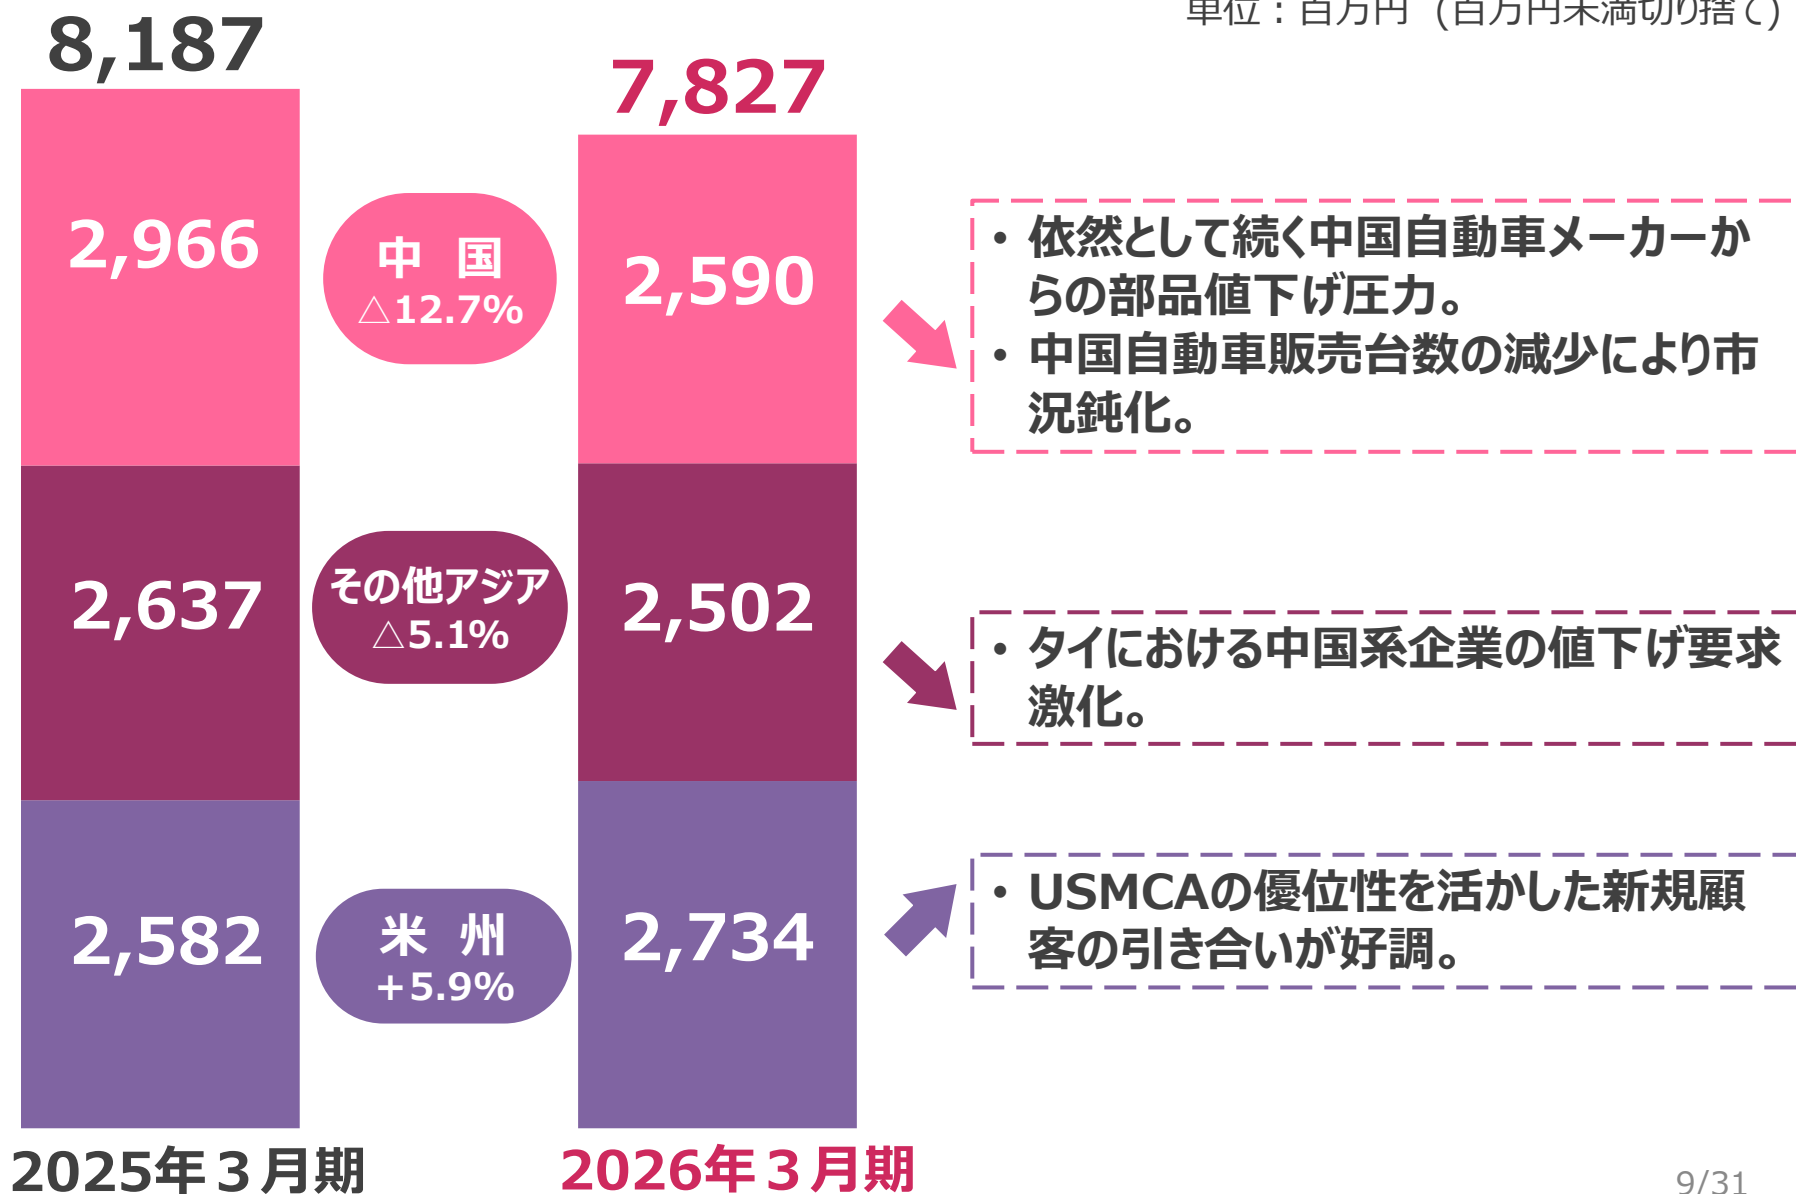 単位：百万円 (百万円未満切り捨て)
8,187
7,827
2,966
中 国
△12.7%
2,590
・依然として続く中国自動車メーカーか
らの部品値下げ圧力。
・中国自動車販売台数の減少により市
況鈍化。
2,637
その他アジア
△5.1%
2,502
・タイにおける中国系企業の値下げ要求
激化。
2,582
米 州
＋5.9%
2,734
・USMCAの優位性を活かした新規顧
客の引き合いが好調。
2025年３月期
2026年３月期
9/31